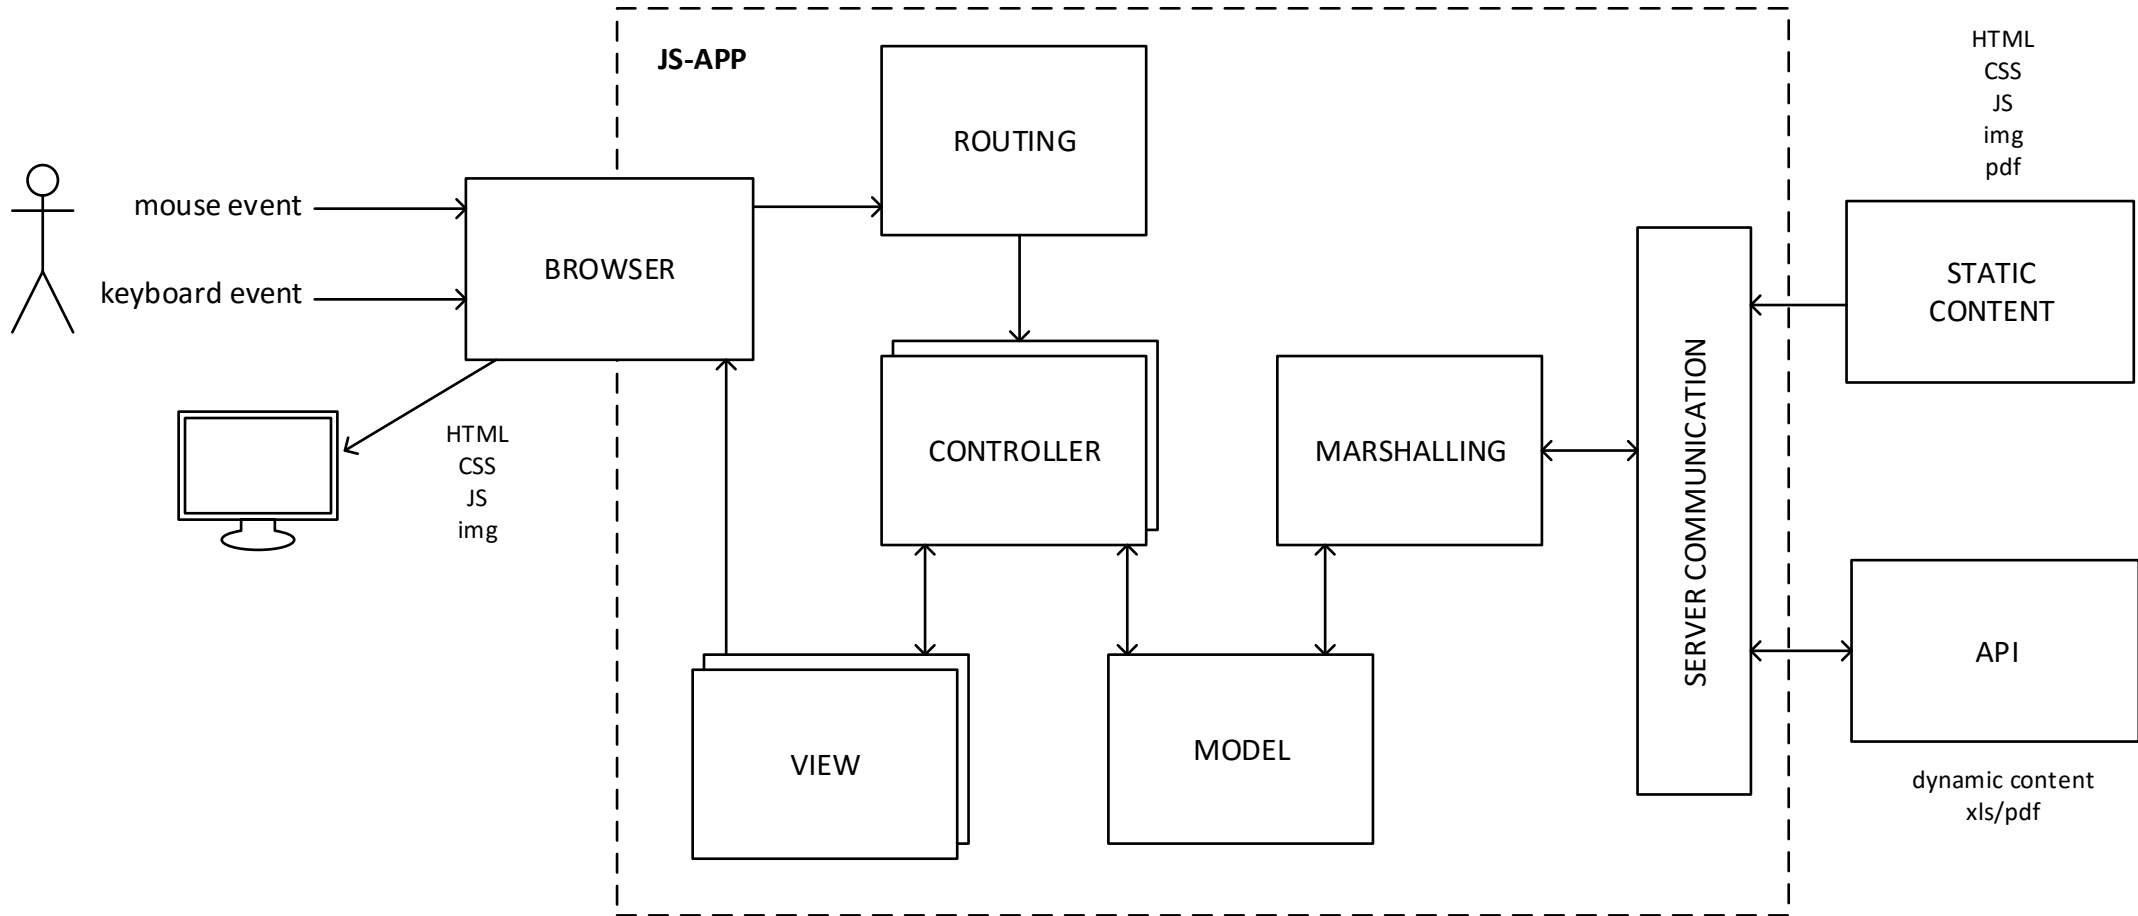 JS-APP
HTML
CSS
JS
img
pdf
ROUTING
mouse event
BROWSER
keyboard event
STATIC
CONTENT
HTML
CSS
JS
img
CONTROLLER
MARSHALLING
SERVER COMMUNICATION
API
VIEW
MODEL
dynamic content
xls/pdf